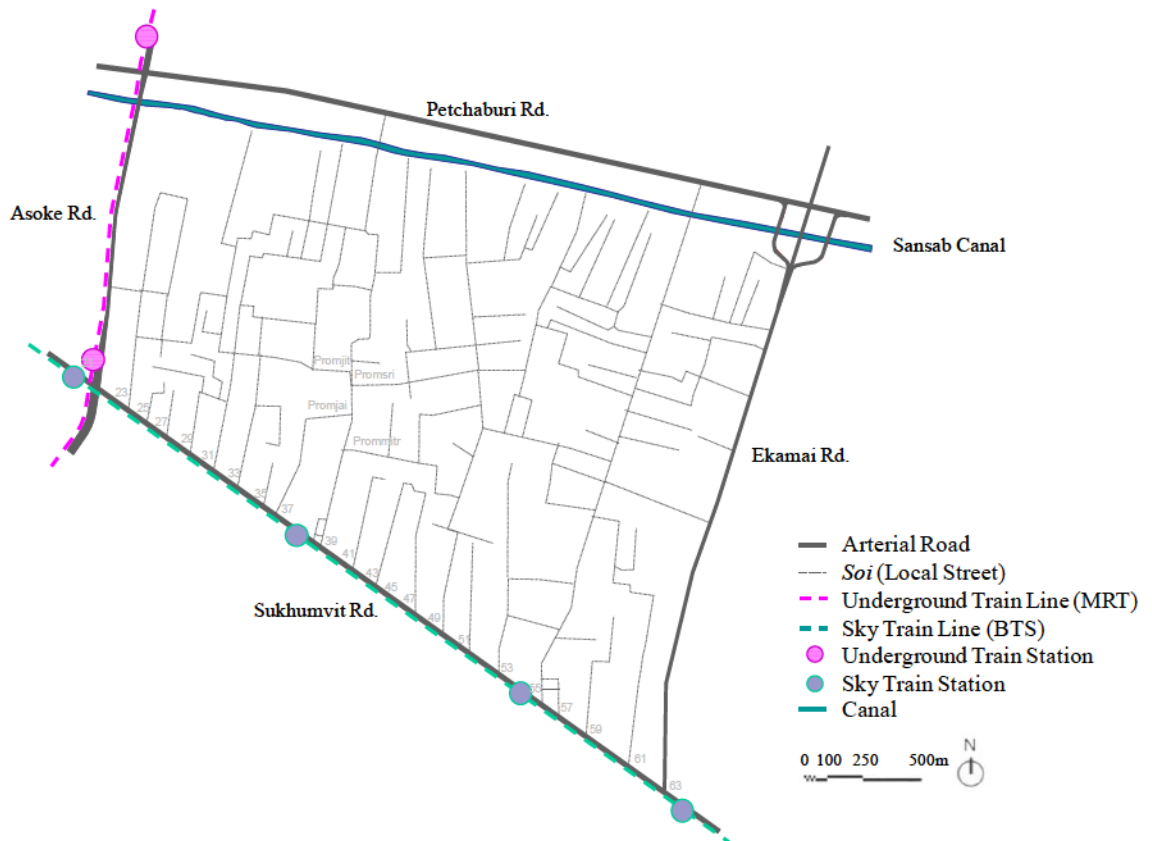 Petchaburi Rd.
Asoke Rd.
Sansab Canal
Promjit
Promsri
Promjai
Prommitr
23
25
27
29
31
33
35
37
39
41
43
45
47
49
51
53
55
57
59
61
63
Ekamai Rd.
Sukhumvit Rd.
Arterial Road
Soi (Local Street)
Underground Train Line (MRT)
Sky Train Line (BTS)
Underground Train Station
Sky Train Station
Canal
0 100 250 500m
N